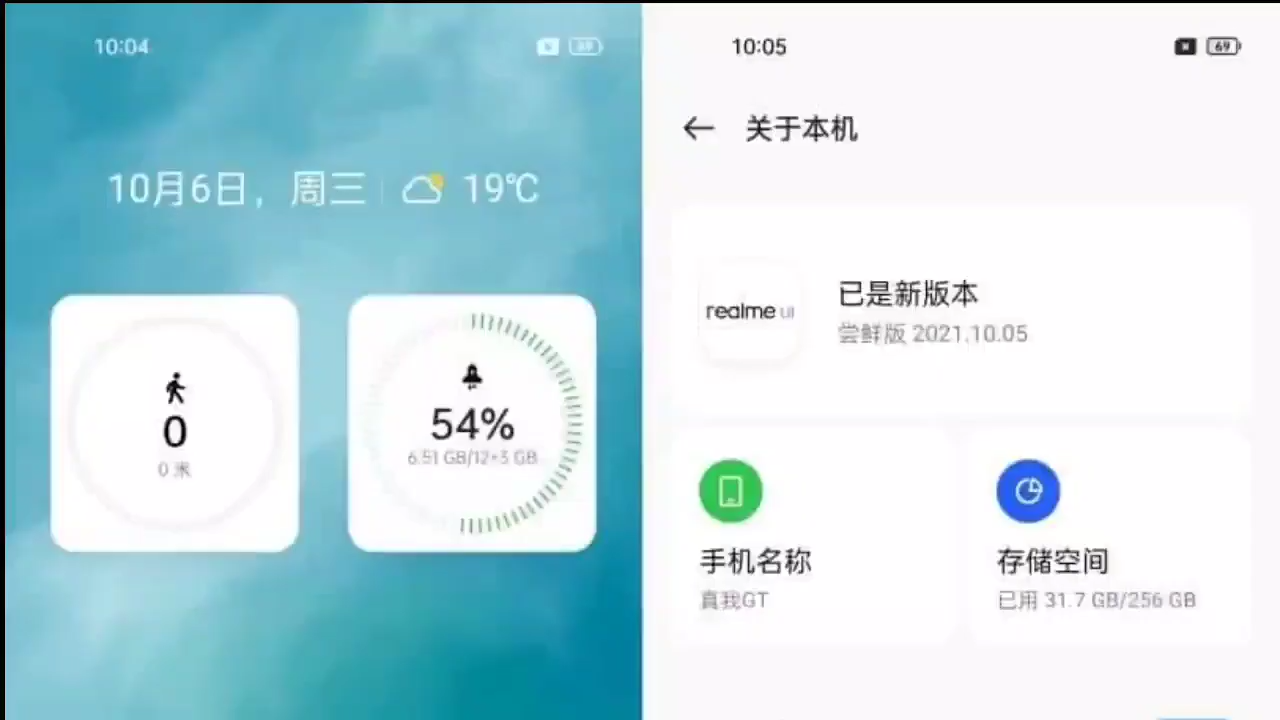 10:04
10月6日，周三
19℃
0
0 米
54%
6.51 GB/12+3 GB
10:05
69
关于本机
realme UI
已是新版本
尝鲜版 2021.10.05
手机名称
真我GT
存储空间
已用 31.7 GB/256 GB